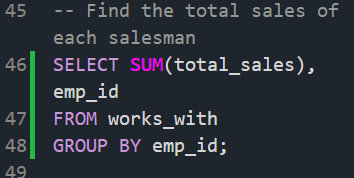 45 -- Find the total sales of
each salesman
46 SELECT SUM(total_sales),
emp_id
47 FROM works_with
48 GROUP BY emp_id;
49